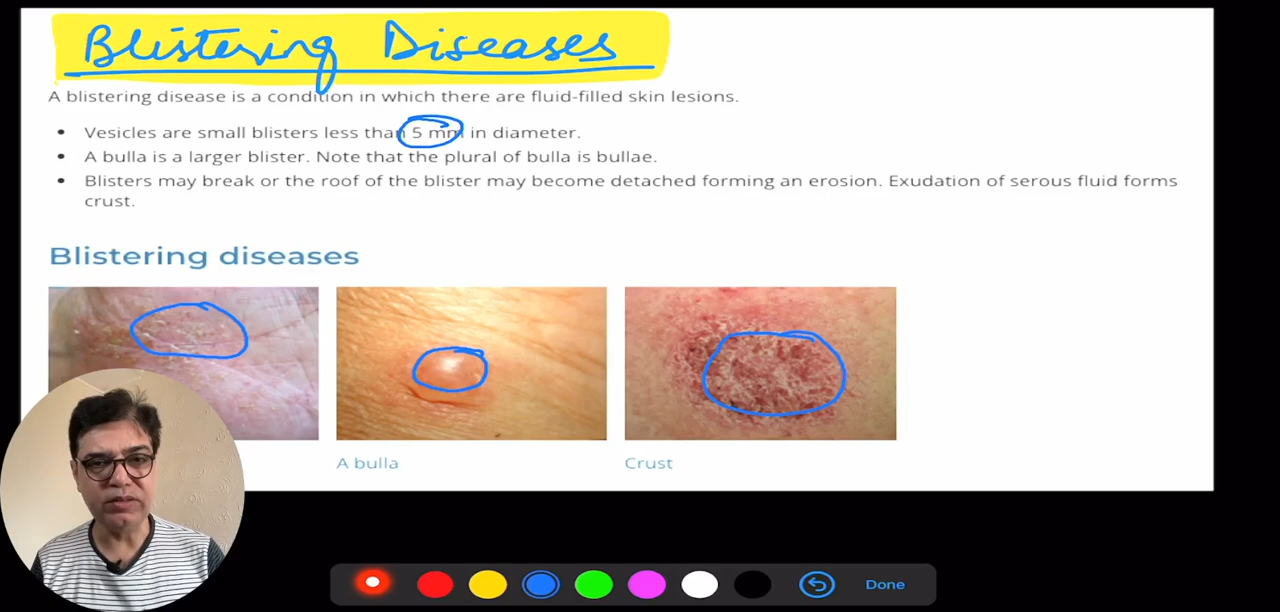 Blistering Diseases
A blistering disease is a condition in which there are fluid-filled skin lesions.
• Vesicles are small blisters less than 5 mm in diameter.
• A bulla is a larger blister. Note that the plural of bulla is bullae.
• Blisters may break or the roof of the blister may become detached forming an erosion. Exudation of serous fluid forms
crust.
Blistering diseases
A bulla
Crust
Done